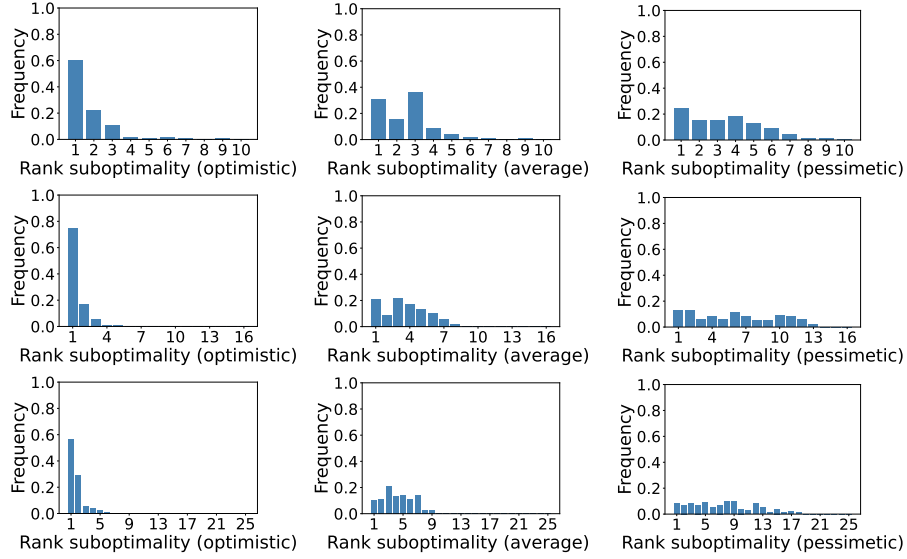 1.0 0.8 0.6 0.4 0.2 0.0
Frequency
1 2 3 4 5 6 7 8 9 10
Rank suboptimality (optimistic)
1.0 0.8 0.6 0.4 0.2 0.0
Frequency
1 2 3 4 5 6 7 8 9 10
Rank suboptimality (average)
1.0 0.8 0.6 0.4 0.2 0.0
Frequency
1 2 3 4 5 6 7 8 9 10
Rank suboptimality (pessimetic)
1.0 0.8 0.6 0.4 0.2 0.0
Frequency
1 4 7 10 13 16
Rank suboptimality (optimistic)
1.0 0.8 0.6 0.4 0.2 0.0
Frequency
1 4 7 10 13 16
Rank suboptimality (average)
1.0 0.8 0.6 0.4 0.2 0.0
Frequency
1 4 7 10 13 16
Rank suboptimality (pessimetic)
1.0 0.8 0.6 0.4 0.2 0.0
Frequency
1 5 9 13 17 21 25
Rank suboptimality (optimistic)
1.0 0.8 0.6 0.4 0.2 0.0
Frequency
1 5 9 13 17 21 25
Rank suboptimality (average)
1.0 0.8 0.6 0.4 0.2 0.0
Frequency
1 5 9 13 17 21 25
Rank suboptimality (pessimetic)